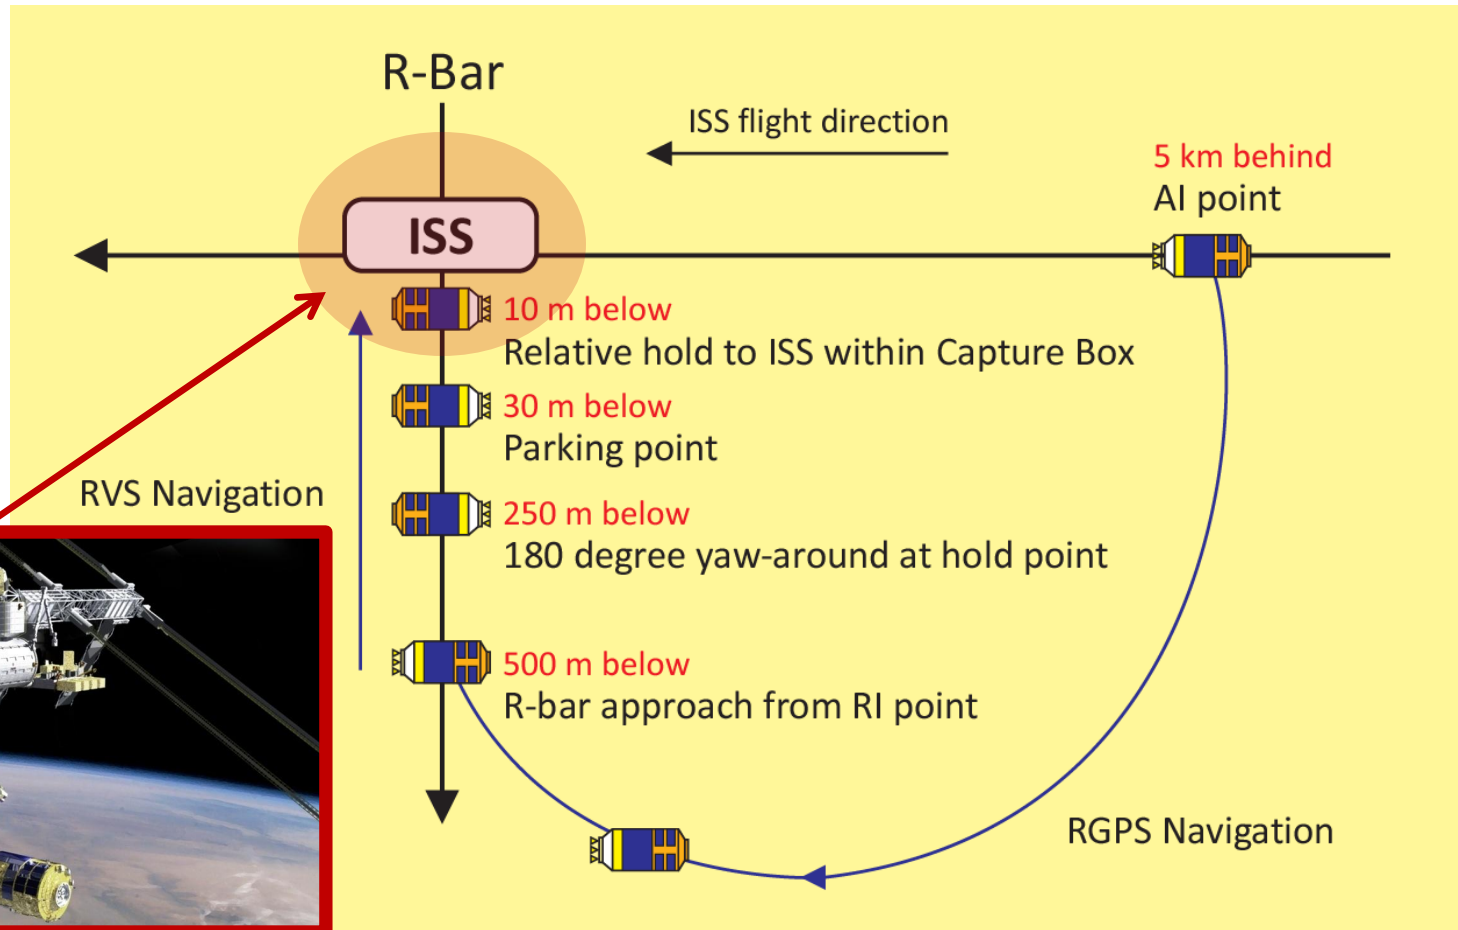 R-Bar
ISS flight direction
5 km behind
AI point
ISS
10 m below
Relative hold to ISS within Capture Box
30 m below
Parking point
RVS Navigation
250 m below
180 degree yaw-around at hold point
500 m below
R-bar approach from RI point
RGPS Navigation